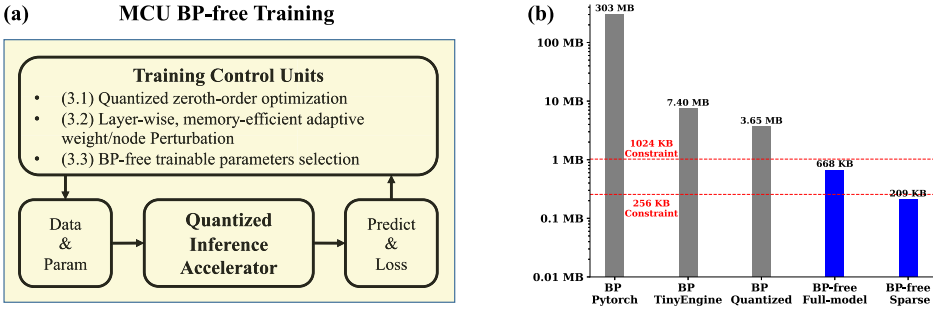 (a)
MCU BP-free Training
Training Control Units
• (3.1) Quantized zeroth-order optimization
• (3.2) Layer-wise, memory-efficient adaptive
weight/node Perturbation
• (3.3) BP-free trainable parameters selection
Data
&
Param
Quantized
Inference
Accelerator
Predict
&
Loss
(b)
100 MB
10 MB
1 MB
0.1 MB
0.01 MB
303 MB
7.40 MB
3.65 MB
1024 KB
Constraint
668 KB
256 KB
Constraint
209 KB
BP
Pytorch
BP
TinyEngine
BP
Quantized
BP-free
Full-model
BP-free
Sparse